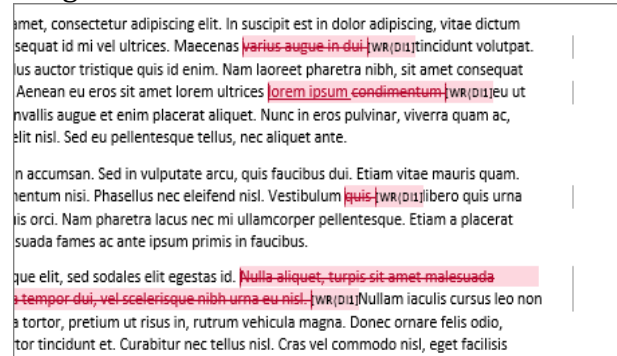 amet, consectetur adipiscing elit. In suscipit est in dolor adipiscing, vitae dictum
sequat id mi vel ultrices. Maecenas varius augue in dui [WR(DI1]tincidunt volutpat.
lus auctor tristique quis id enim. Nam laoreet pharetra nibh, sit amet consequat
Aenean eu eros sit amet lorem ultrices lorem ipsum condimentum [WR(DI1]eu ut
nvallis augue et enim placerat aliquet. Nunc in eros pulvinar, viverra quam ac,
elit nisl. Sed eu pellentesque tellus, nec aliquet ante.
n accumsan. Sed in vulputate arcu, quis faucibus dui. Etiam vitae mauris quam.
nentum nisi. Phasellus nec eleifend nisl. Vestibulum quis [WR(DI1]libero quis urna
is orci. Nam pharetra lacus nec mi ullamcorper pellentesque. Etiam a placerat
suada fames ac ante ipsum primis in faucibus.
que elit, sed sodales elit egestas id. Nulla aliquet, turpis sit amet malesuada
tempor dui, vel scelerisque nibh urna eu nisl. [WR(DI1]Nullam iaculis cursus leo non
a tortor, pretium ut risus in, rutrum vehicula magna. Donec ornare felis odio,
tor tincidunt et. Curabitur nec tellus nisl. Cras vel commodo nisl, eget facilisis